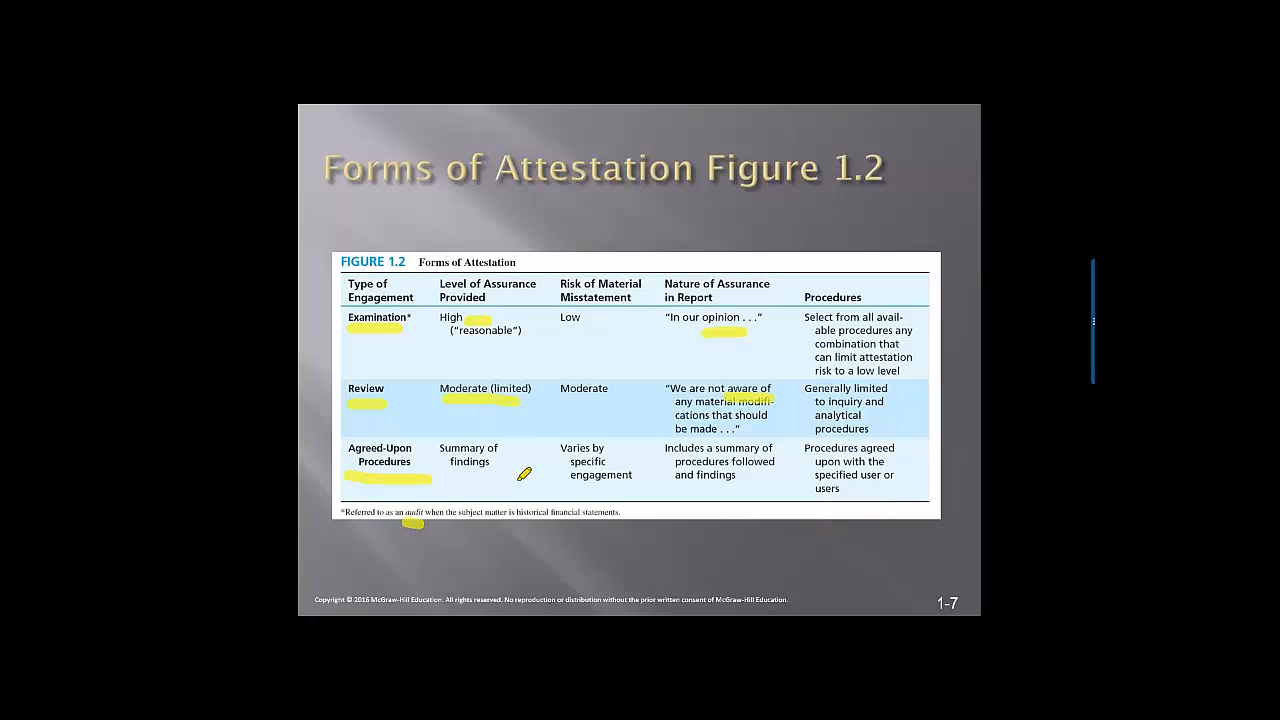 Forms of Attestation Figure 1.2
FIGURE 1.2 Forms of Attestation
Type of Engagement
Level of Assurance Provided
Risk of Material Misstatement
Nature of Assurance in Report
Procedures
Examination*
High ("reasonable")
Low
"In our opinion . . ."
Select from all avail-
able procedures any
combination that
can limit attestation
risk to a low level
Review
Moderate (limited)
Moderate
"We are not aware of
any material modifi-
cations that should
be made . . ."
Generally limited
to inquiry and
analytical
procedures
Agreed-Upon
Procedures
Summary of
findings
Varies by
specific
engagement
Includes a summary of
procedures followed
and findings
Procedures agreed
upon with the
specified user or
users
*Referred to as an audit when the subject matter is historical financial statements.
Copyright © 2016 McGraw-Hill Education. All rights reserved. No reproduction or distribution without the prior written consent of McGraw-Hill Education.
1-7